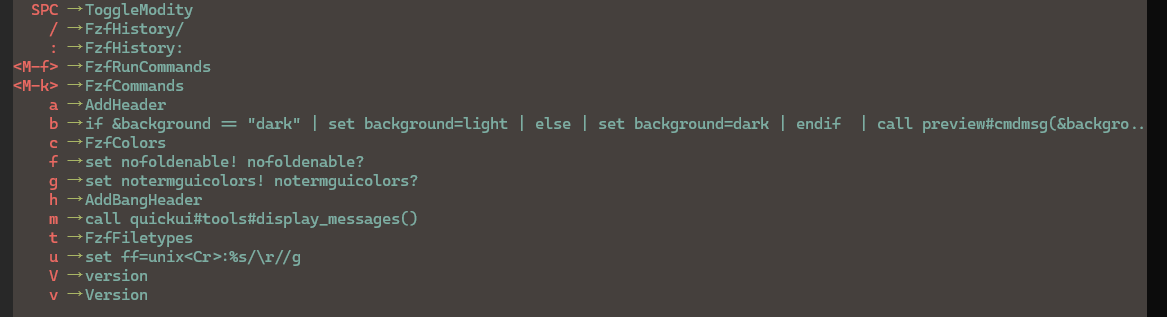 SPC →ToggleModity
/ →FzfHistory/
: →FzfHistory:
<M-f> →FzfRunCommands
<M-k> →FzfCommands
a →AddHeader
b →if &background == "dark" | set background=light | else | set background=dark | endif  | call preview#cmdmsg(&backgro..
c →FzfColors
f →set nofoldenable! nofoldenable?
g →set notermguicolors! notermguicolors?
h →AddBangHeader
m →call quickui#tools#display_messages()
t →FzfFiletypes
u →set ff=unix<Cr>:%s/\r//g
V →version
v →Version